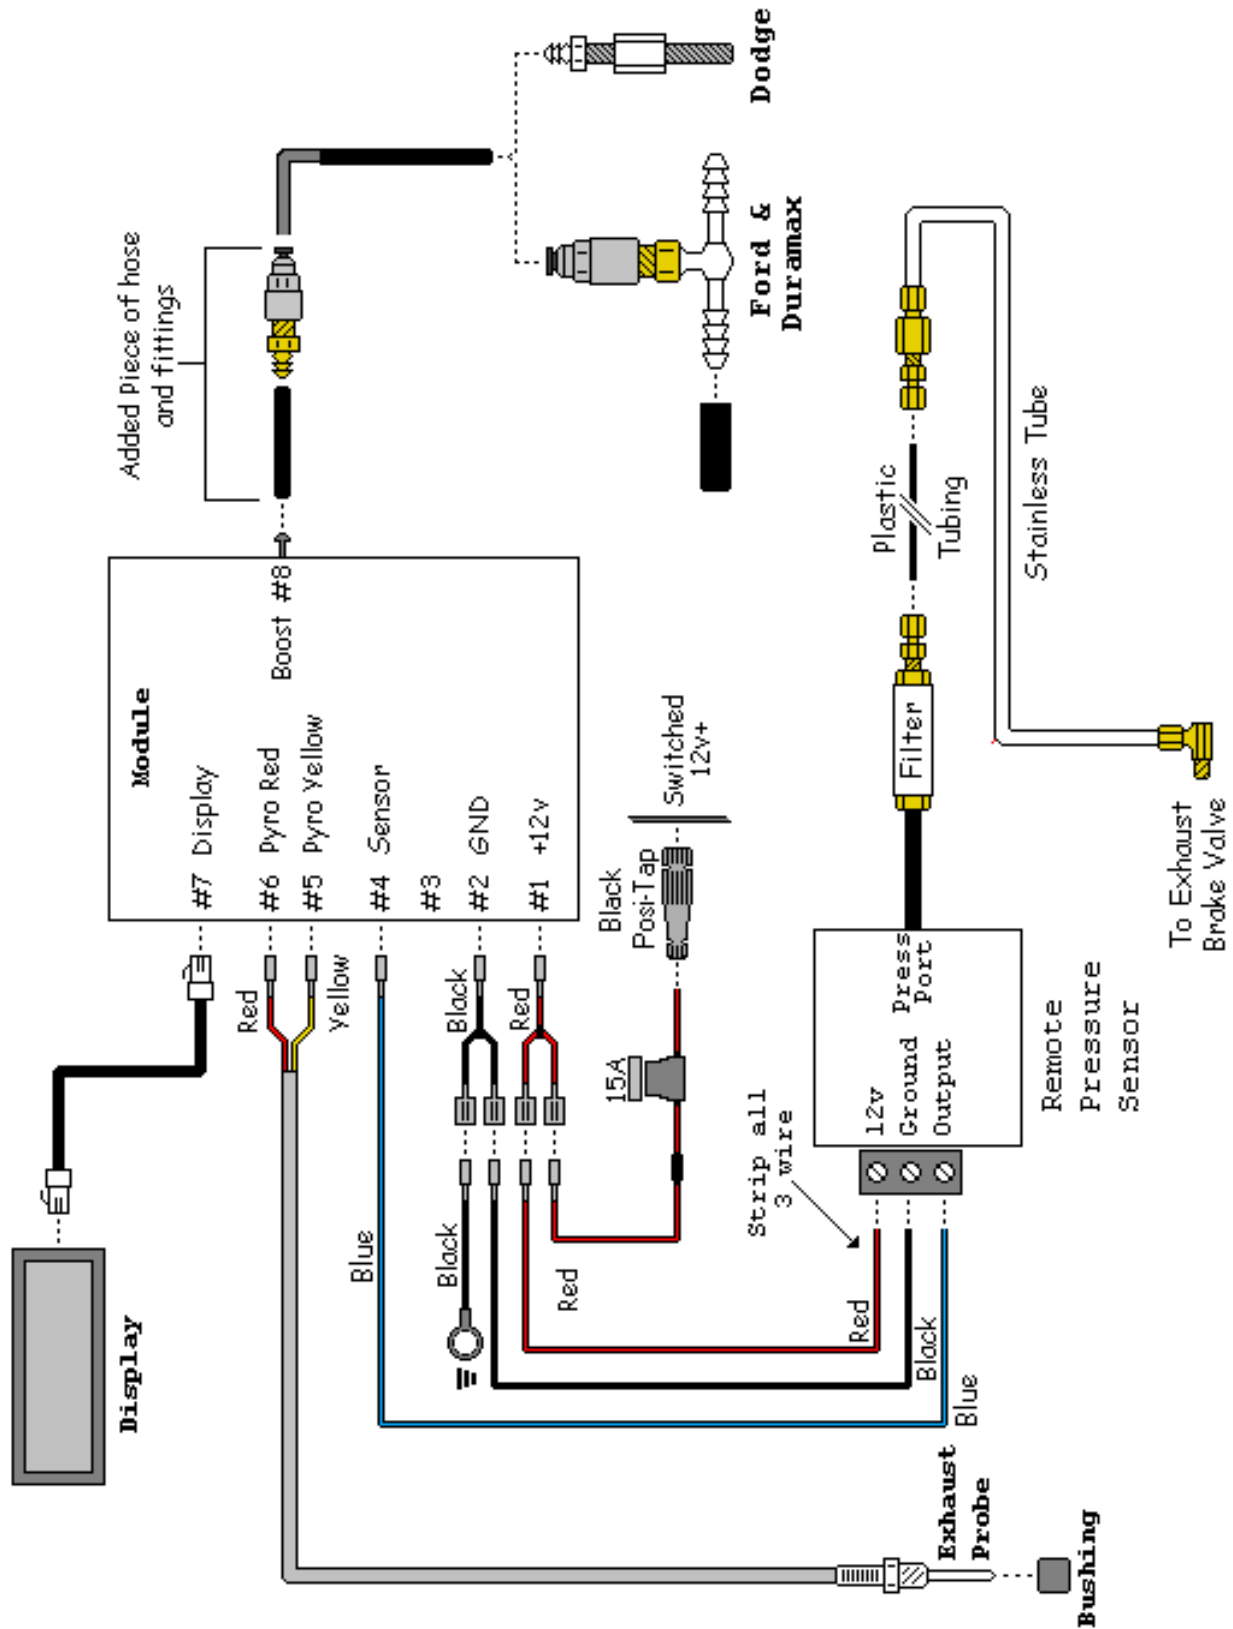 Display
Module
#7 Display
#6 Pyro Red
#5 Pyro Yellow
#4 Sensor
#3
#2 GND
#1 +12v
Boost #8
Added piece of hose
and fittings
Dodge
Ford &
Duramax
Red
Yellow
Blue
Black
Red
Black
Red
15A
Black
Posi-Tap
Switched
12v+
Strip all
3 wire
Red
Black
Blue
12v
Ground
Output
Press
Port
Remote
Pressure
Sensor
Filter
Plastic
Tubing
Stainless Tube
To Exhaust
Brake Valve
Exhaust
Probe
Bushing